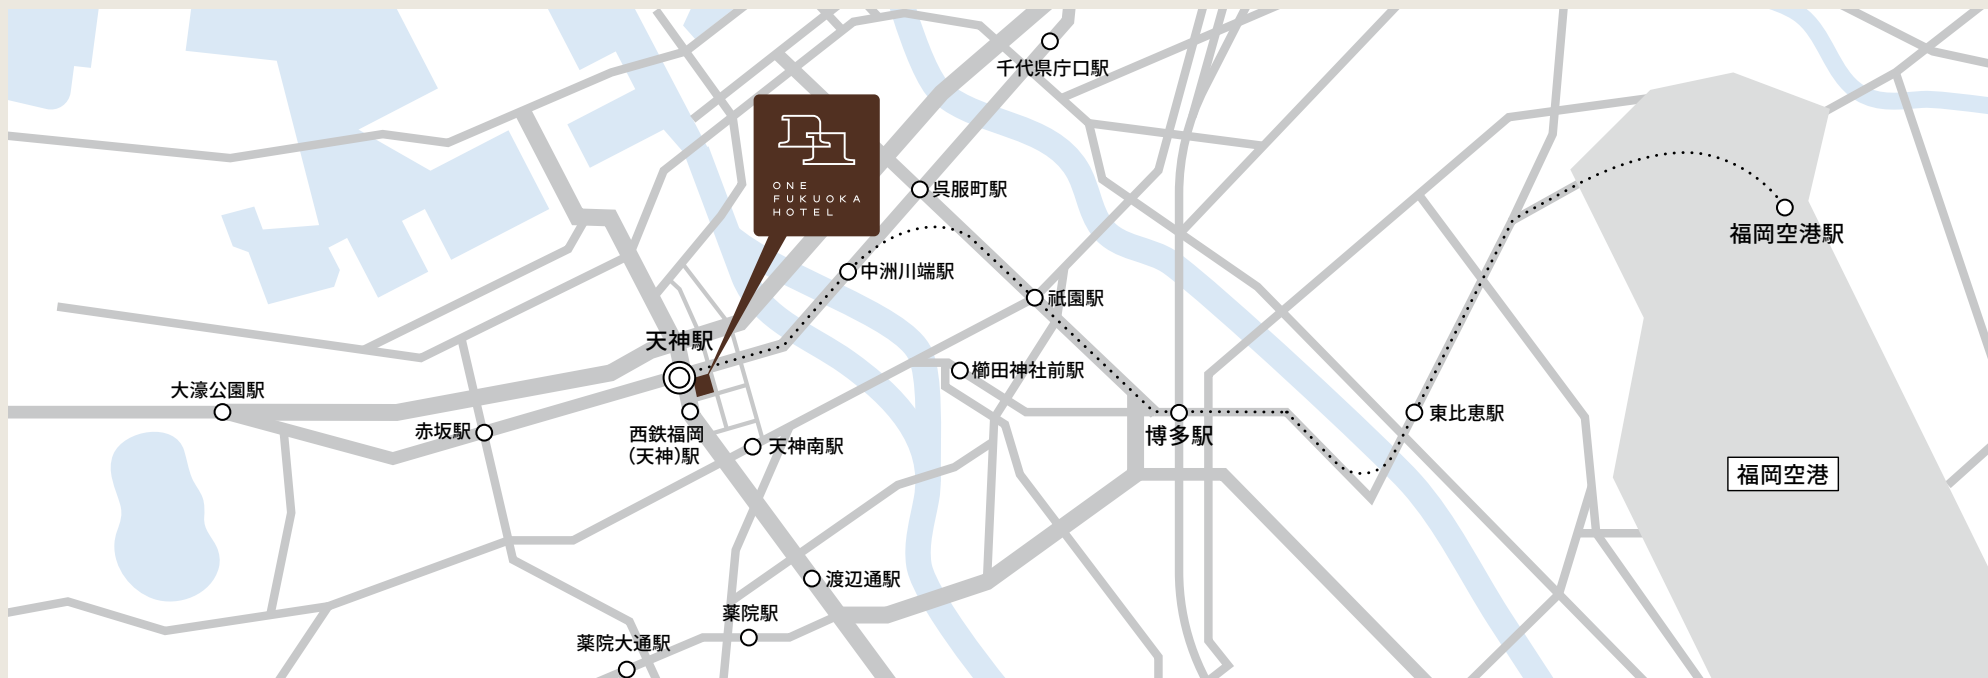 千代県庁口駅
ONE
FUKUOKA
HOTEL
呉服町駅
福岡空港駅
中洲川端駅
祇園駅
天神駅
櫛田神社前駅
大濠公園駅
赤坂駅
西鉄福岡
(天神)駅
天神南駅
博多駅
東比恵駅
福岡空港
渡辺通駅
薬院駅
薬院大通駅